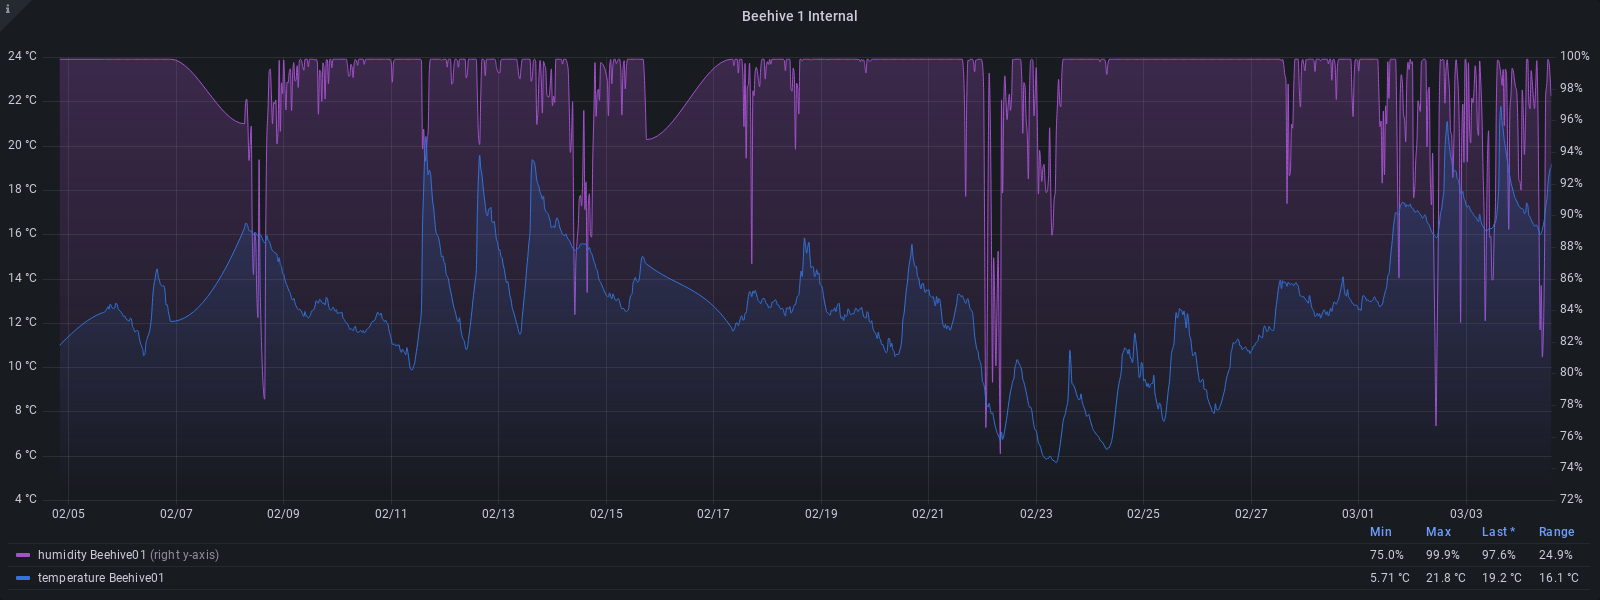 i
Beehive 1 Internal
24 °C 100%
22 °C 98%
20 °C 96%
18 °C 94%
16 °C 92%
14 °C 90%
12 °C 88%
10 °C 86%
8 °C 84%
6 °C 82%
4 °C 80%
78%
76%
74%
72%
02/05 02/07 02/09 02/11 02/13 02/15 02/17 02/19 02/21 02/23 02/25 02/27 03/01 03/03
Min Max Last * Range
humidity Beehive01 (right y-axis) 75.0% 99.9% 97.6% 24.9%
temperature Beehive01 5.71 °C 21.8 °C 19.2 °C 16.1 °C